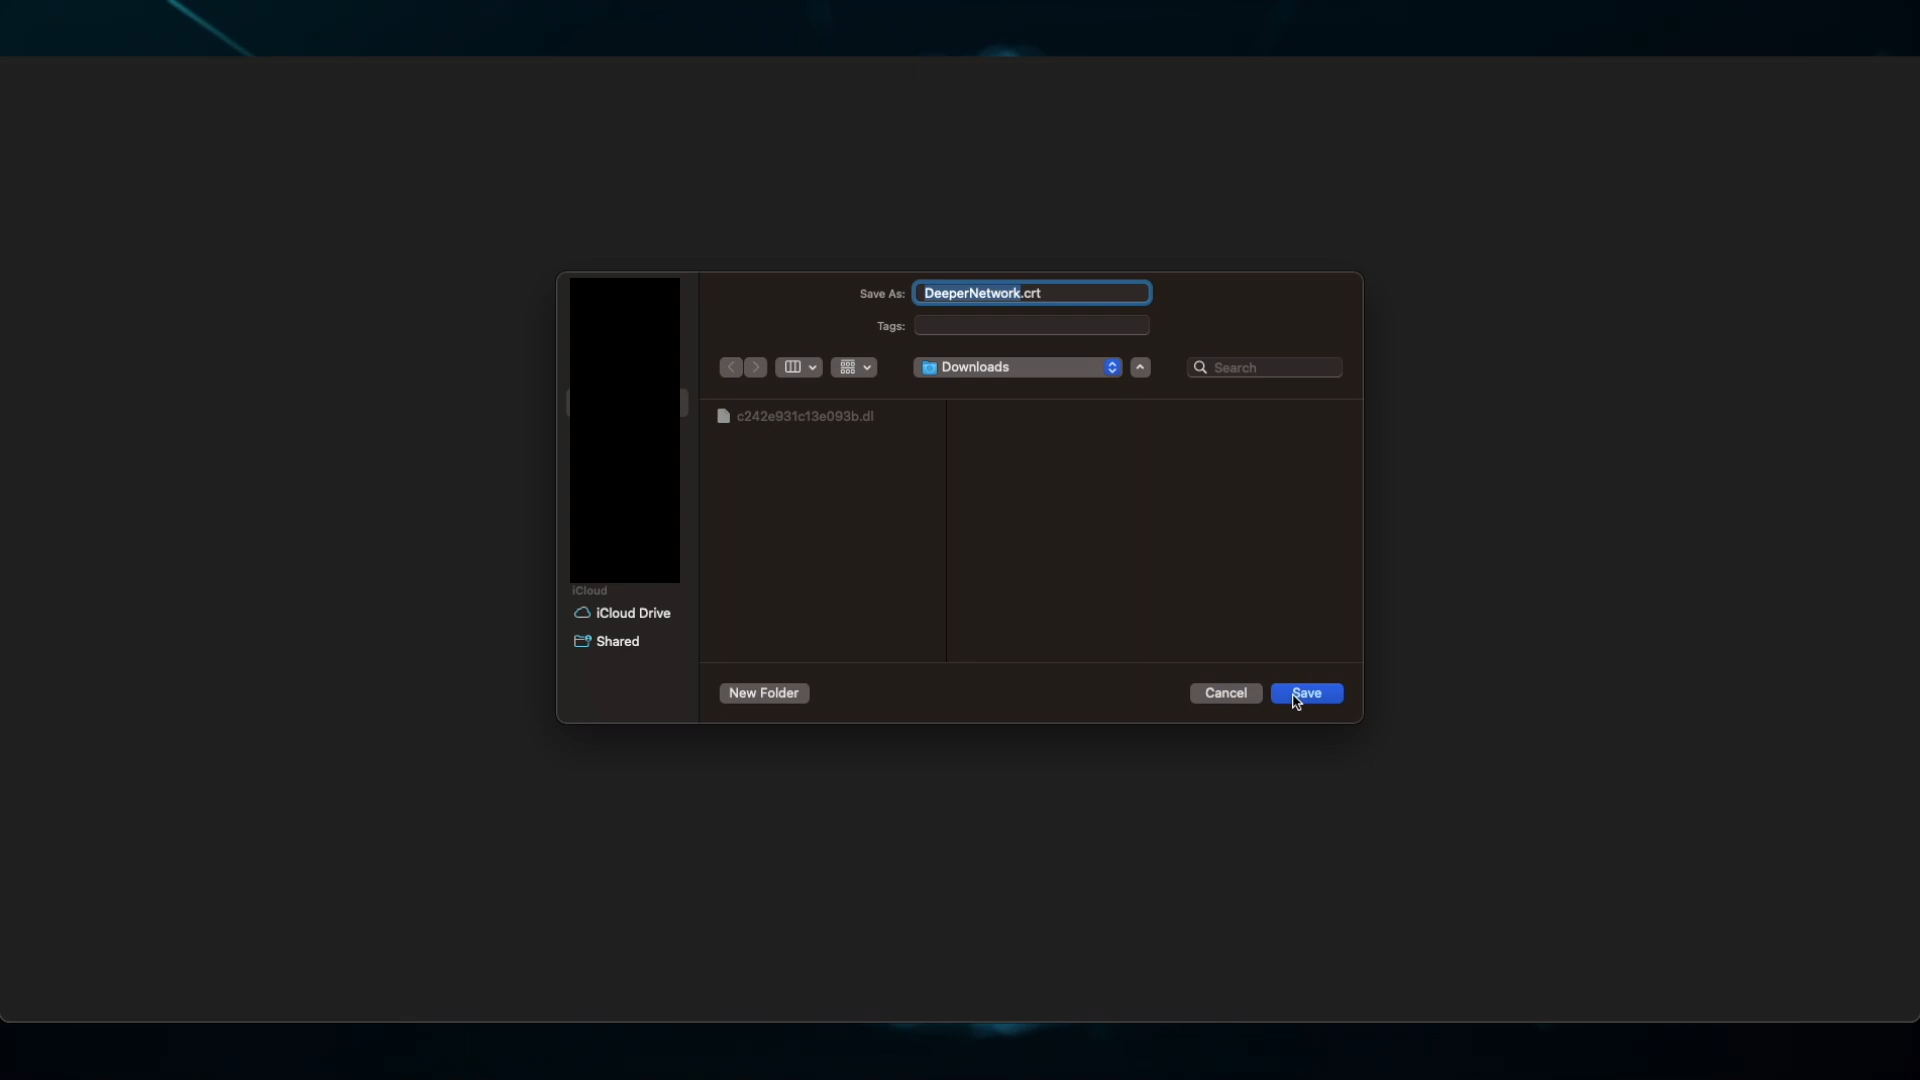 Save As: DeeperNetwork.crt
Tags:
Downloads
Search
c242e931c13e093b.dl
iCloud
iCloud Drive
Shared
New Folder
Cancel
Save